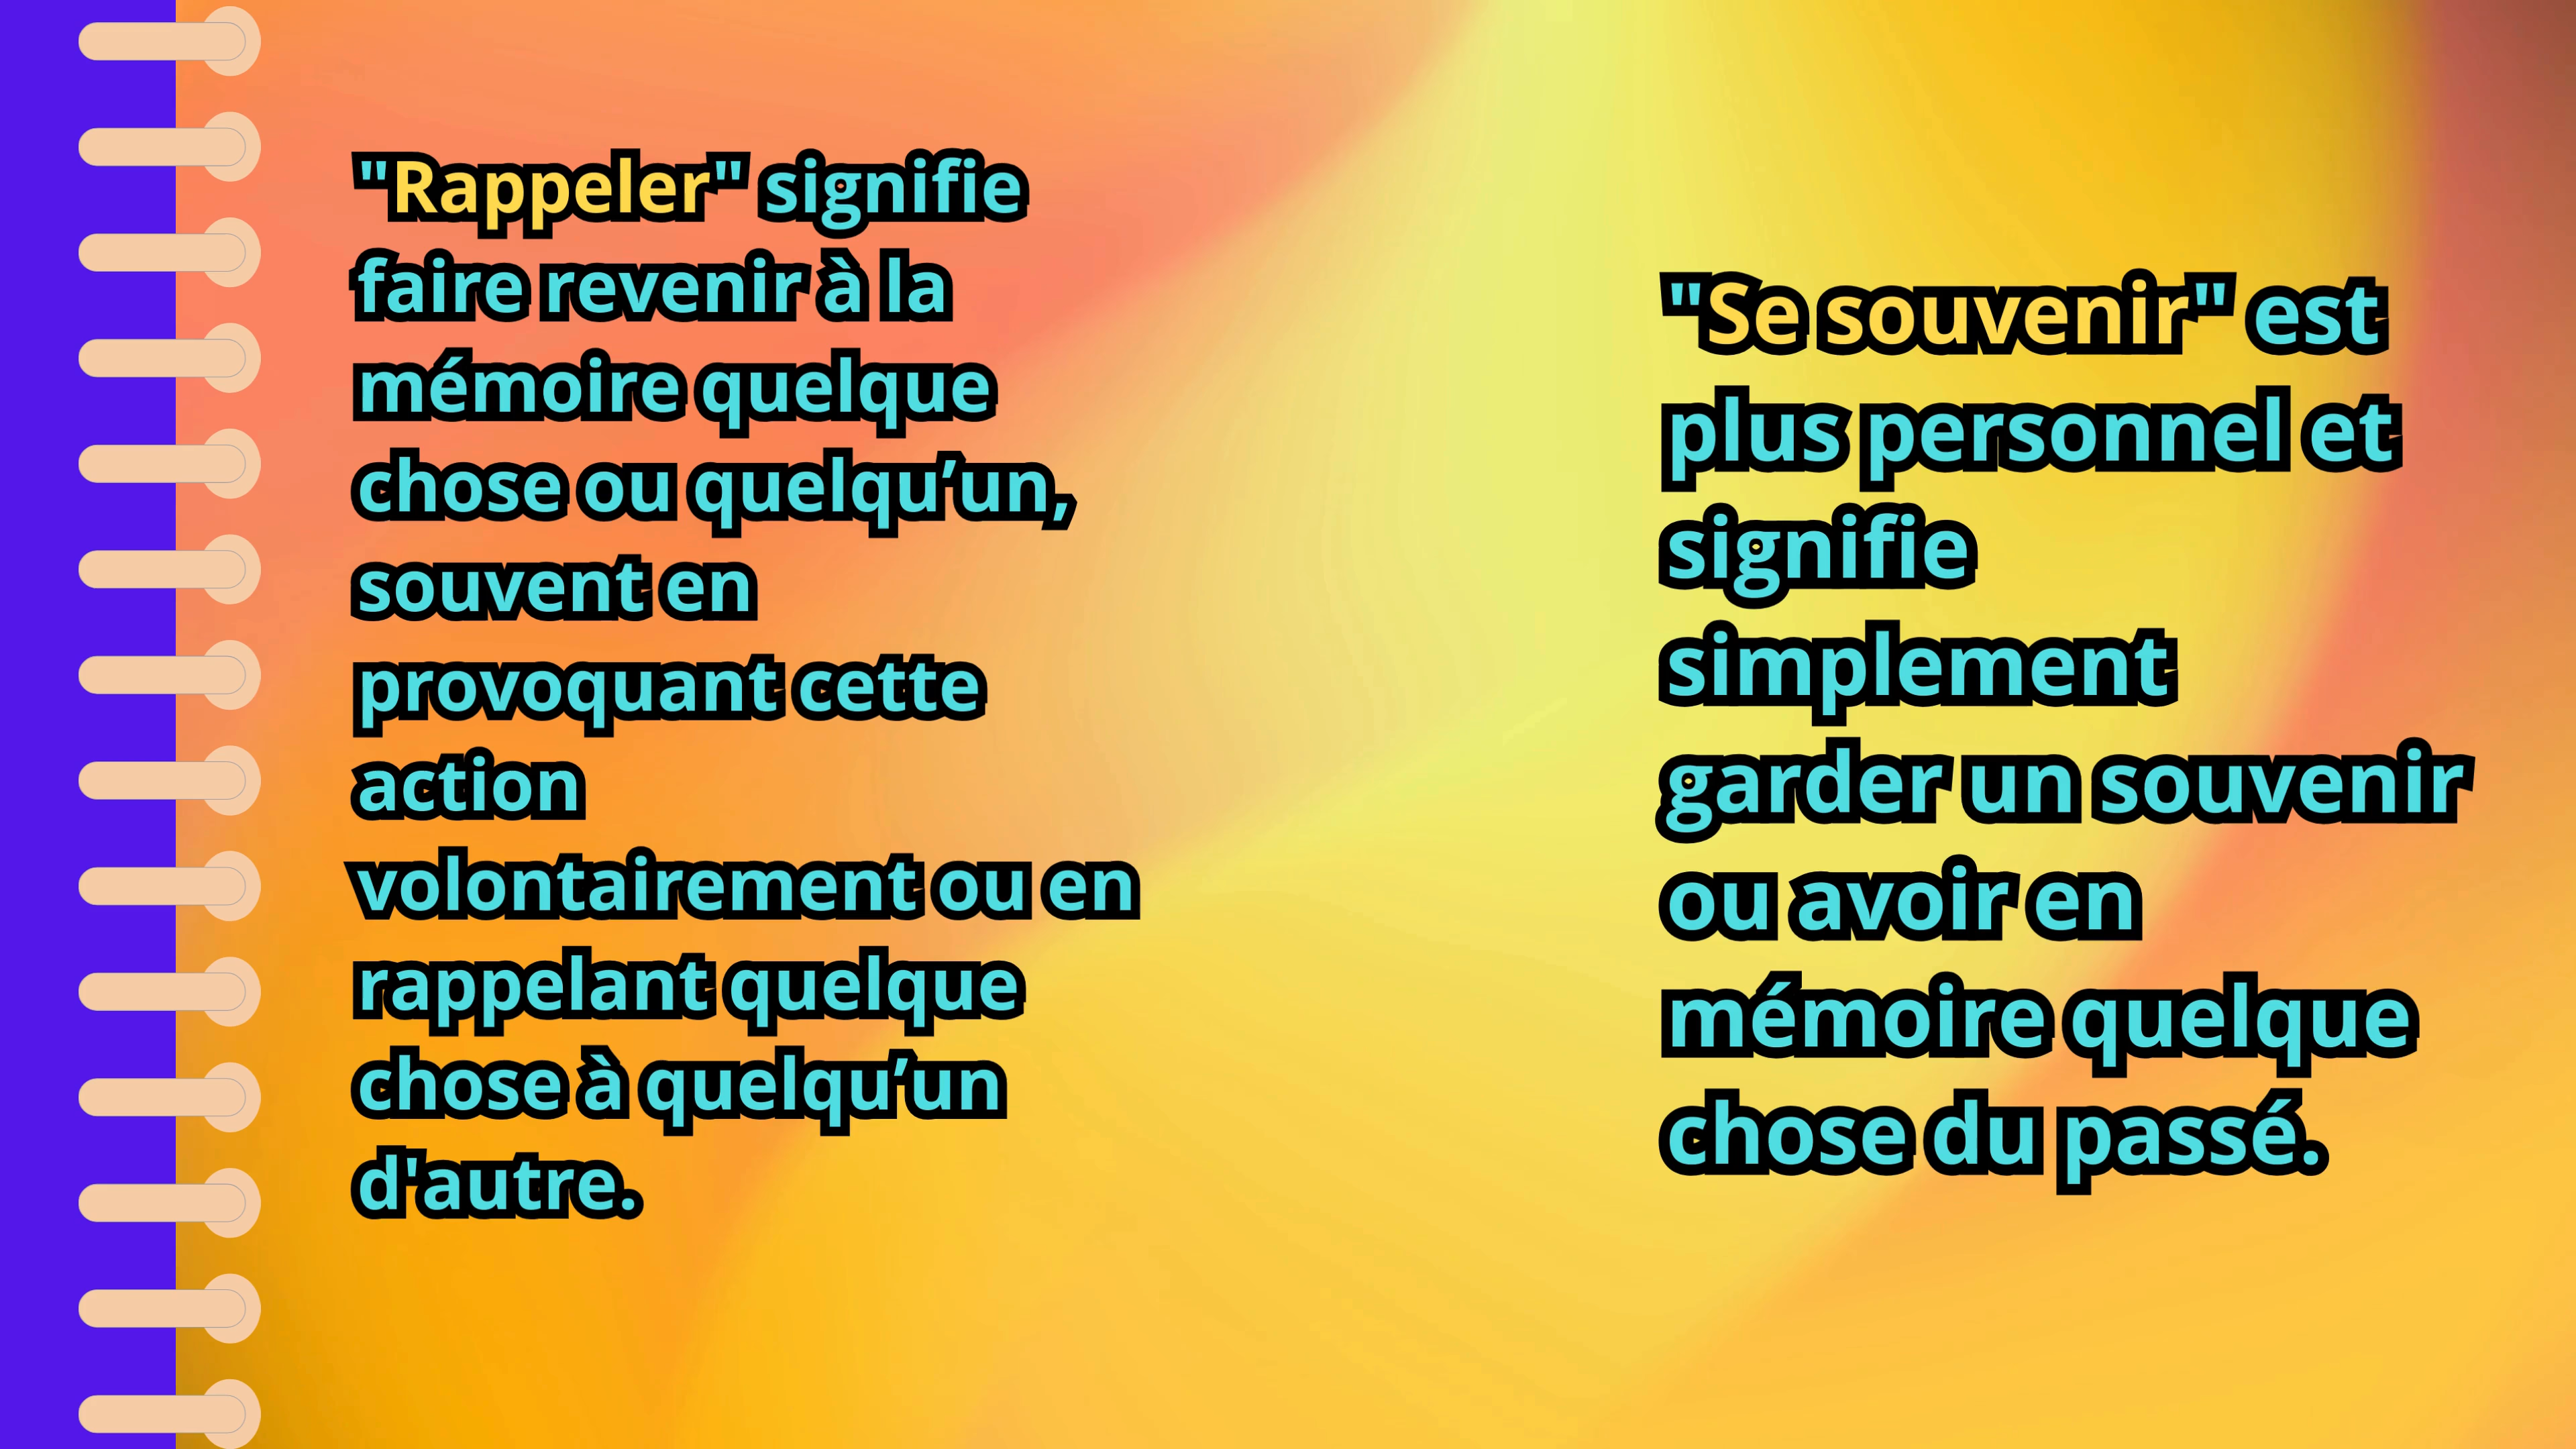 "Rappeler" signifie
faire revenir à la
mémoire quelque
chose ou quelqu’un,
souvent en
provoquant cette
action
volontairement ou en
rappelant quelque
chose à quelqu’un
d'autre.
"Se souvenir" est
plus personnel et
signifie
simplement
garder un souvenir
ou avoir en
mémoire quelque
chose du passé.